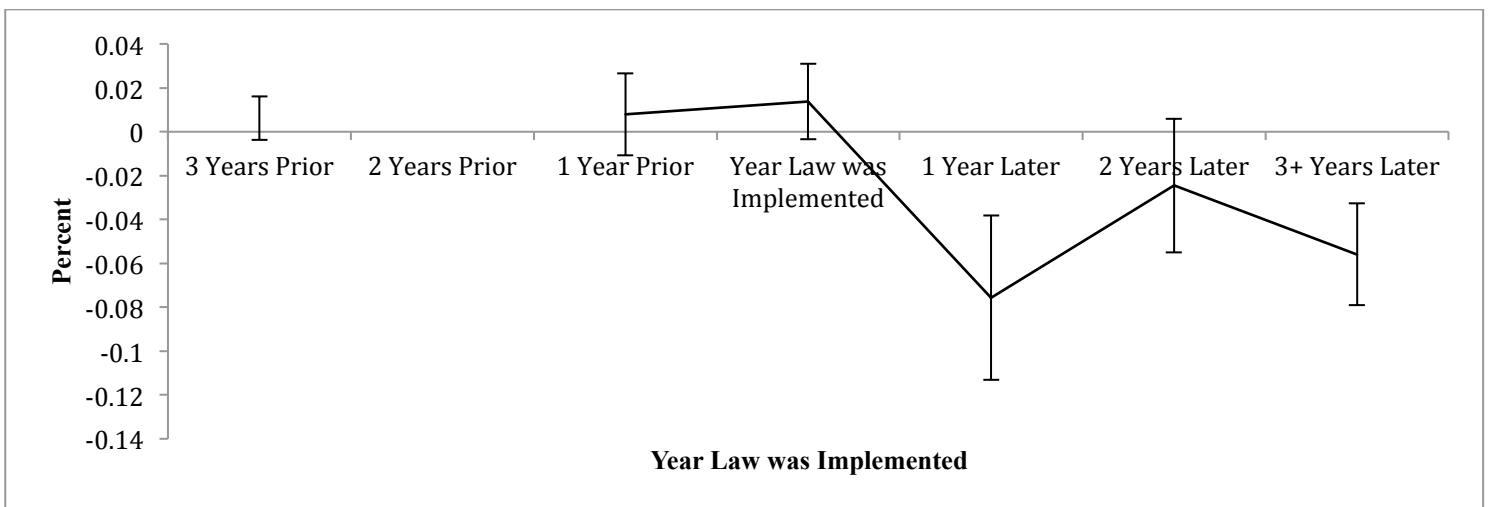 0.04
0.02
0
-0.02
-0.04
-0.06
-0.08
-0.1
-0.12
-0.14
Percent
3 Years Prior
2 Years Prior
1 Year Prior
Year Law was
Implemented
1 Year Later
2 Years Later
3+ Years Later
Year Law was Implemented